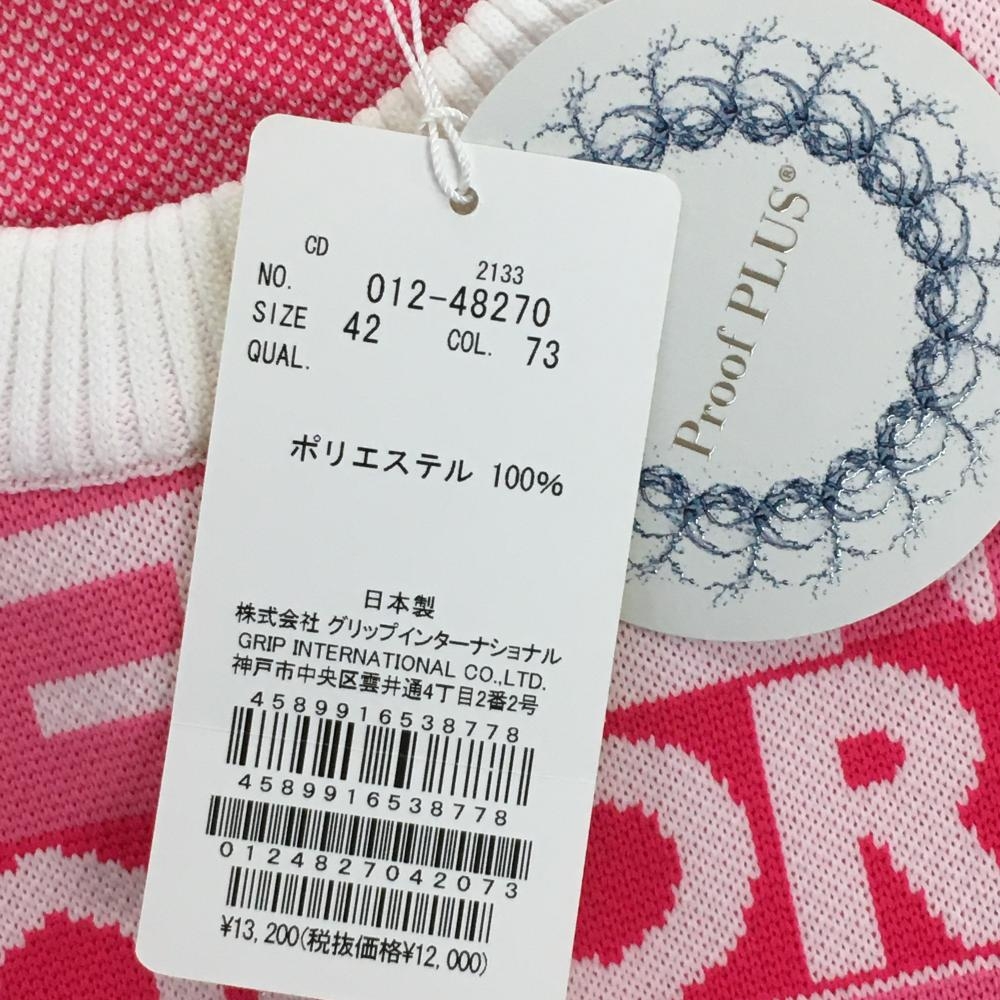 CD
2133
NO. 012-48270
SIZE 42 COL. 73
QUAL.
ポリエステル 100%
日本製
株式会社 グリップインターナショナル
GRIP INTERNATIONAL CO.,LTD.
神戸市中央区雲井通4丁目2番2号
4589916538778
4589916538778
0124827042073
¥13,200(税抜価格¥12,000)
Proof PLUS®